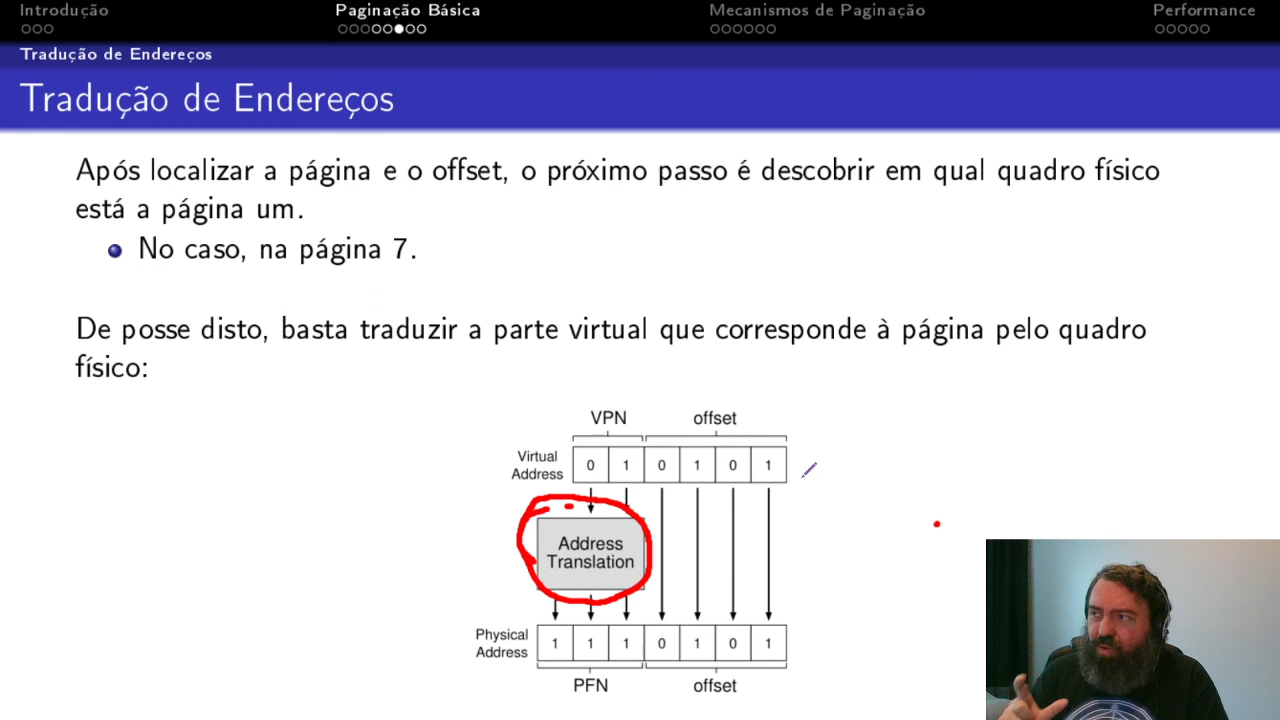 Introdução
Paginação Básica
Mecanismos de Paginação
Performance
Tradução de Endereços
Tradução de Endereços
Após localizar a página e o offset, o próximo passo é descobrir em qual quadro físico
está a página um.
No caso, na página 7.
De posse disto, basta traduzir a parte virtual que corresponde à página pelo quadro
físico:
VPN offset
Virtual
Address
0 1 0 1 0 1
Address
Translation
Physical
Address
1 1 1 0 1 0 1
PFN offset